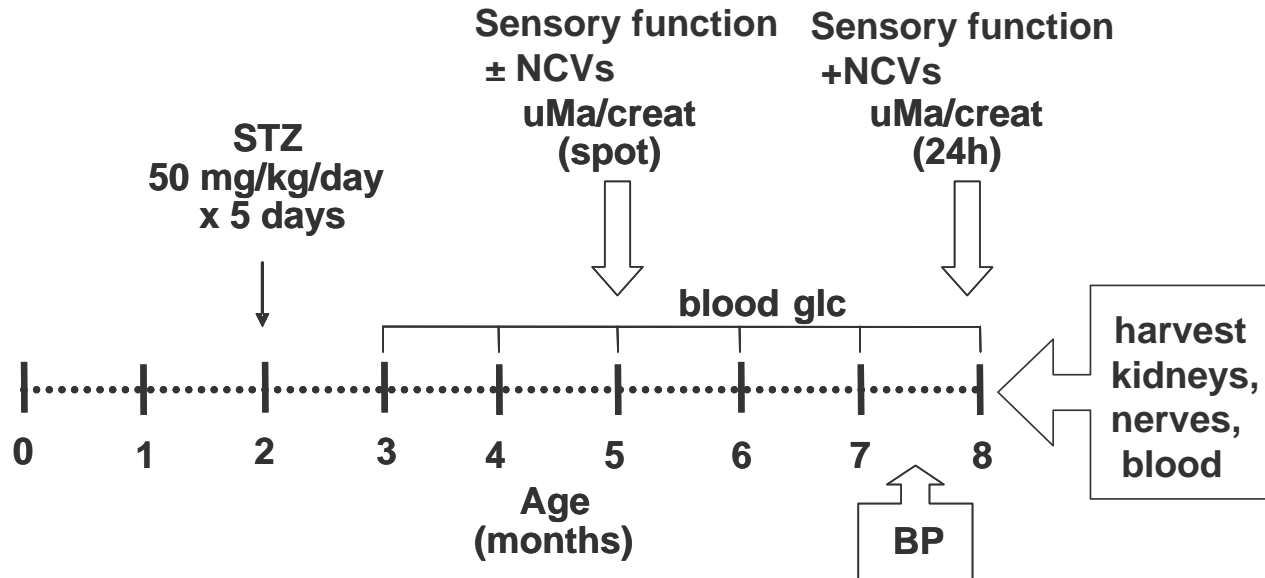 Sensory function
± NCVs
uMa/creat
(spot)
Sensory function
+NCVs
uMa/creat
(24h)
STZ
50 mg/kg/day
x 5 days
blood glc
harvest
kidneys,
nerves,
blood
0 1 2 3 4 5 6 7 8
Age
(months)
BP